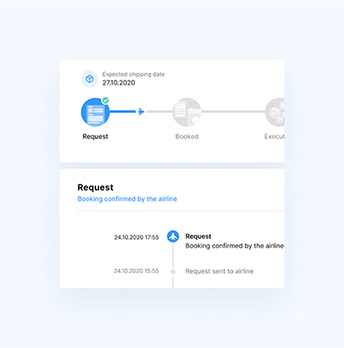 Expected shipping date
27.10.2020
Request
Booked
Execut
Request
Booking confirmed by the airline
24.10.2020 17:55
Request
Booking confirmed by the airline
24.10.2020 15:55
Request sent to airline